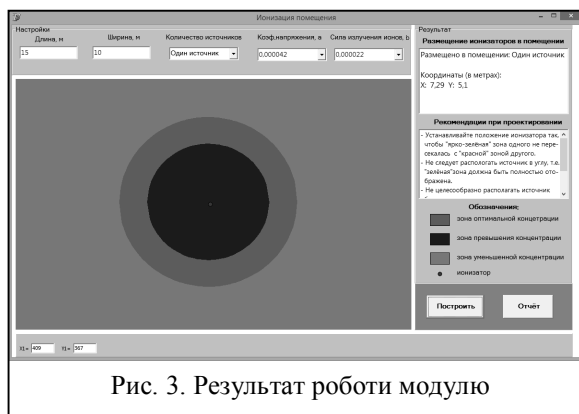 Ионизация помещения
Настройки
Длина, м
Ширина, м
Количество источников
Коэф.напряжения, a
Сила излучения ионов, b
15
10
Один источник
0.000042
0.000022
Результат
Размещение ионизаторов в помещении
Размещено в помещении: Один источник
Координаты (в метрах):
X: 7,29 Y: 5,1
Рекомендации при проектировании
- Устанавливайте положение ионизатора так,
чтобы "ярко-зелёная" зона одного не пере-
секалась с "красной" зоной другого.
- Не следует распологать источник в углу, т.е.
"зелёная"зона должна быть полностью ото-
бражена.
- Не целесообразно располагать источник
Обозначения:
зона оптимальной концетрации
зона превышения концентрации
зона уменьшенной концентрации
ионизатор
Построить
Отчёт
X1= 409 Y1= 367
Рис. 3. Результат роботи модулю